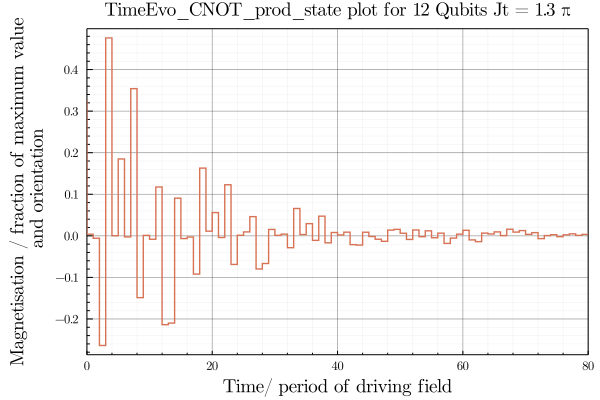 TimeEvo_CNOT_prod_state plot for 12 Qubits Jt = 1.3 π
Magnetisation / fraction of maximum value
and orientation
0.4
0.3
0.2
0.1
0.0
−0.1
−0.2
0 20 40 60 80
Time/ period of driving field